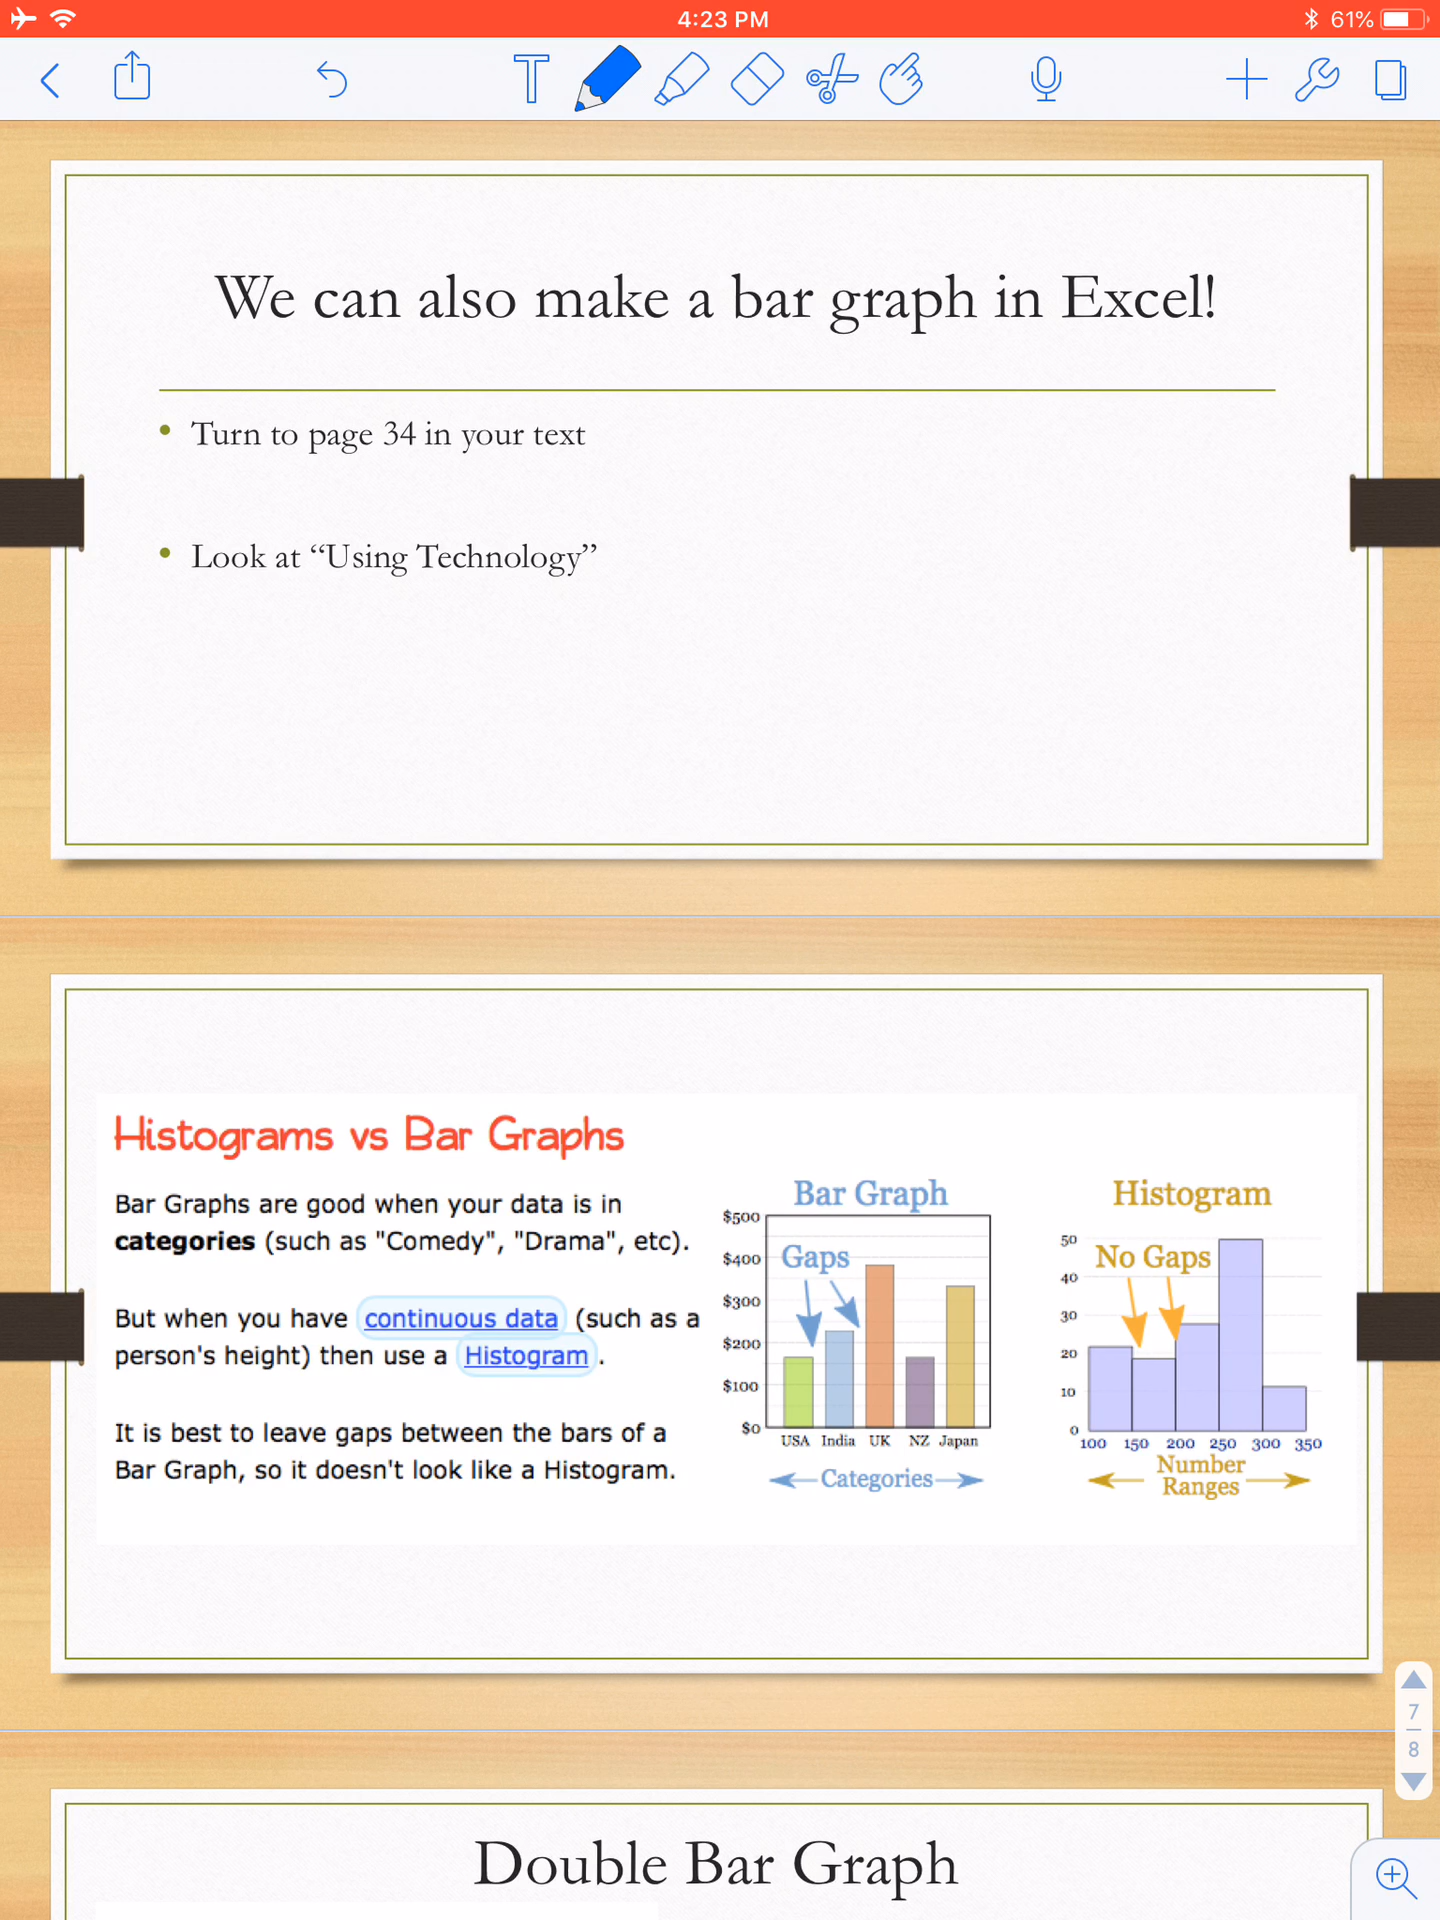 4:23 PM
61%
T
We can also make a bar graph in Excel!
• Turn to page 34 in your text
• Look at “Using Technology”
Histograms vs Bar Graphs
Bar Graphs are good when your data is in
categories (such as "Comedy", "Drama", etc).
But when you have continuous data (such as a
person's height) then use a Histogram.
It is best to leave gaps between the bars of a
Bar Graph, so it doesn't look like a Histogram.
Bar Graph
$500
$400
$300
$200
$100
$0
Gaps
USA India UK NZ Japan
Categories
Histogram
50
40
30
20
10
0
No Gaps
100 150 200 250 300 350
Number
Ranges
7
8
Double Bar Graph